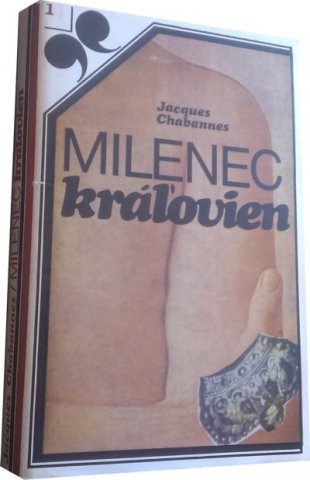 1
Jacques
Chabannes
MILENEC
kráľovien
Jacques Chabannes / MILENEC kráľovien